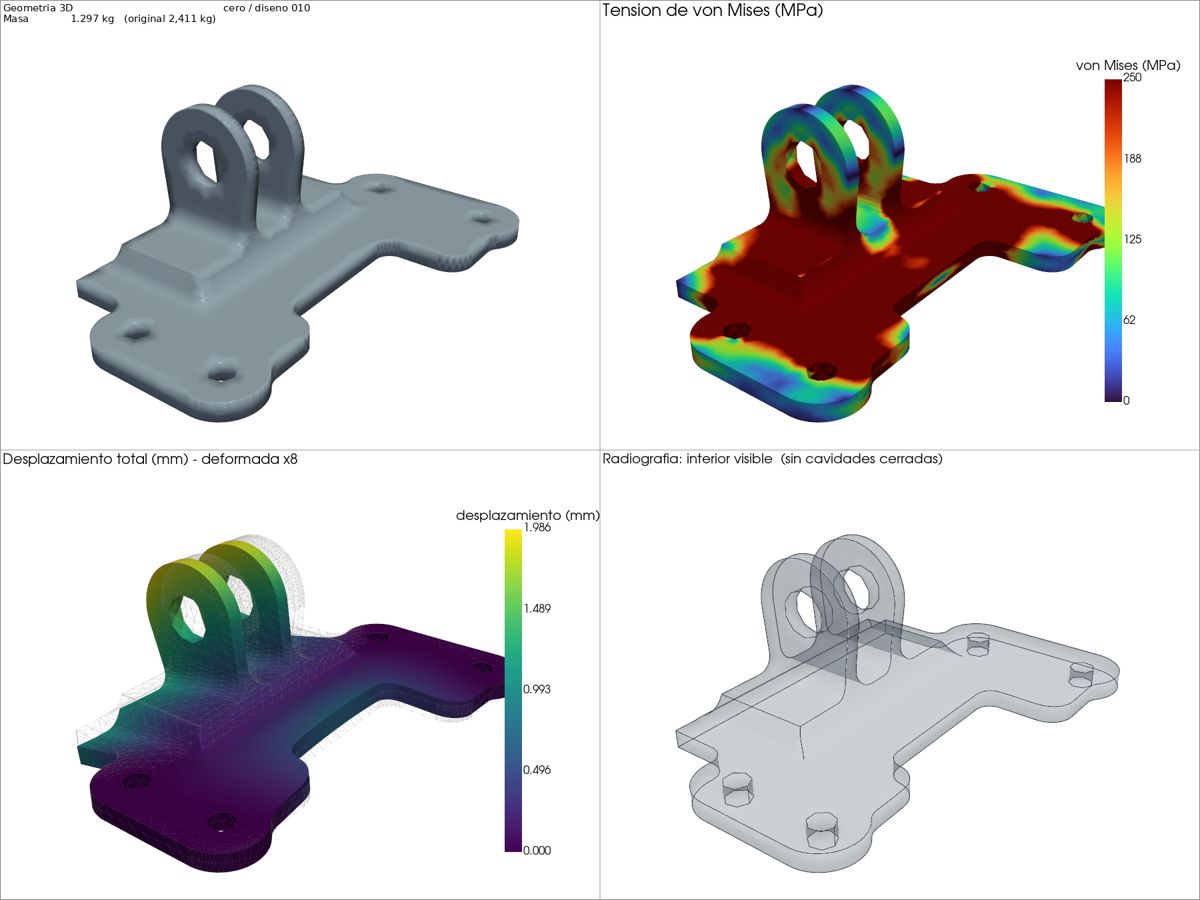 Geometria 3D cero / diseno 010
Masa 1.297 kg (original 2,411 kg)
Tension de von Mises (MPa)
von Mises (MPa)
250
188
125
62
0
Desplazamiento total (mm) - deformada x8
desplazamiento (mm)
1.986
1.489
0.993
0.496
0.000
Radiografia: interior visible (sin cavidades cerradas)